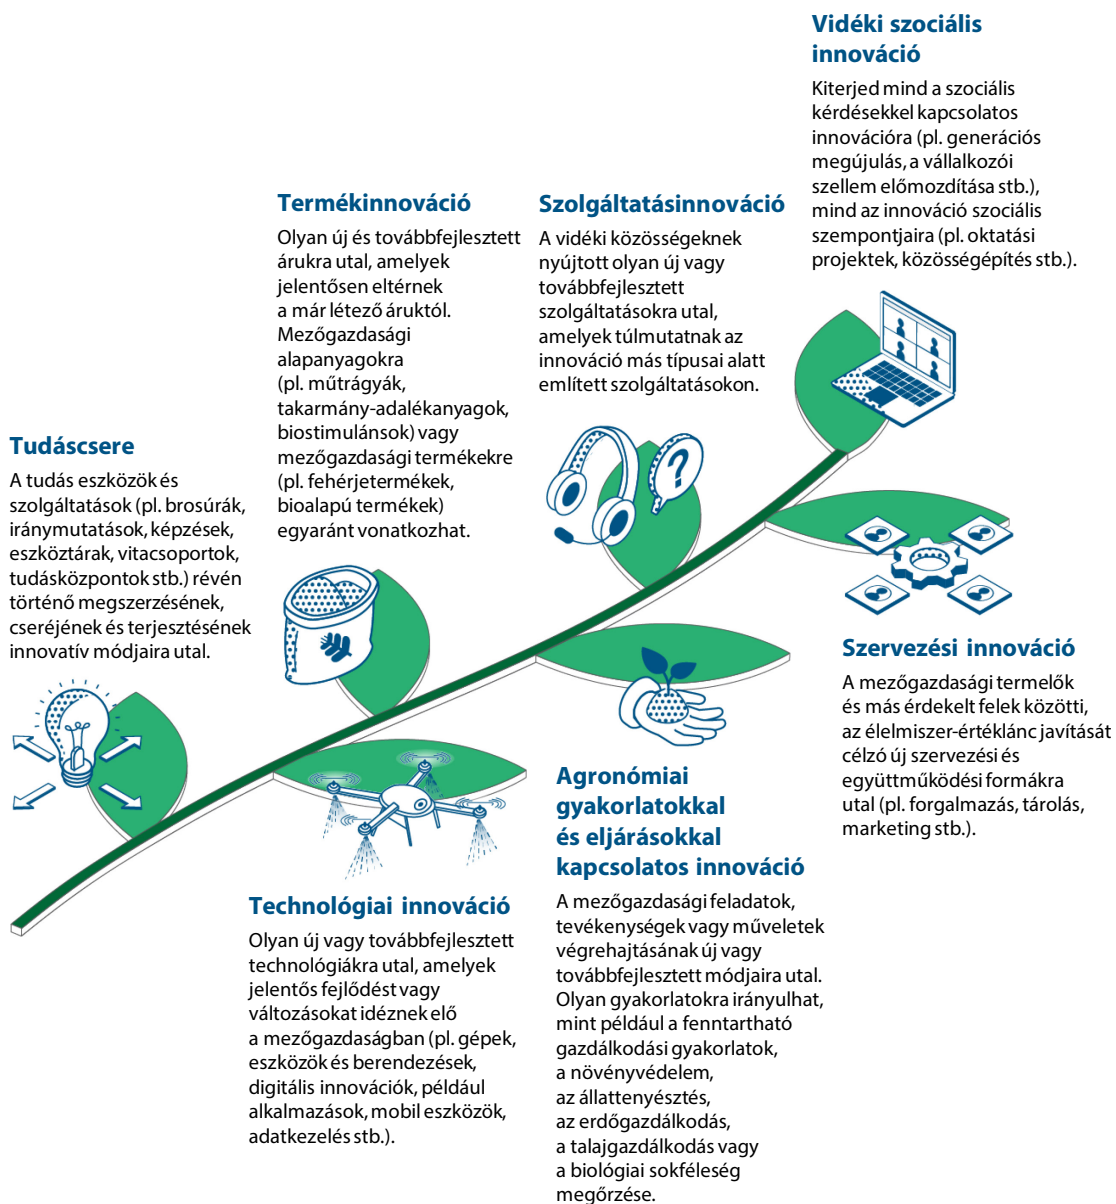 Vidéki szociális
innováció
Kiterjed mind a szociális
kérdésekkel kapcsolatos
innovációra (pl. generációs
megújulás, a vállalkozói
szellem előmozdítása stb.),
mind az innováció szociális
szempontjaira (pl. oktatási
projektek, közösségépítés stb.).
Termékinnováció
Olyan új és továbbfejlesztett
árukra utal, amelyek
jelentősen eltérnek
a már létező áruktól.
Mezőgazdasági
alapanyagokra
(pl. műtrágyák,
takarmány-adalékanyagok,
biostimulánsok) vagy
mezőgazdasági termékekre
(pl. fehérjetermékek,
bioalapú termékek)
egyaránt vonatkozhat.
Szolgáltatásinnováció
A vidéki közösségeknek
nyújtott olyan új vagy
továbbfejlesztett
szolgáltatásokra utal,
amelyek túlmutatnak az
innováció más típusai alatt
említett szolgáltatásokon.
Tudáscsere
A tudás eszközök és
szolgáltatások (pl. brosúrák,
iránymutatások, képzések,
eszköztárak, vitacsoportok,
tudásközpontok stb.) révén
történő megszerzésének,
cseréjének és terjesztésének
innovatív módjaira utal.
?
Szervezési innováció
A mezőgazdasági termelők
és más érdekelt felek közötti,
az élelmiszer-értéklánc javítását
célzó új szervezési és
együttműködési formákra
utal (pl. forgalmazás, tárolás,
marketing stb.).
Agronómiai
gyakorlatokkal
és eljárásokkal
kapcsolatos innováció
A mezőgazdasági feladatok,
tevékenységek vagy műveletek
végrehajtásának új vagy
továbbfejlesztett módjaira utal.
Olyan gyakorlatokra irányulhat,
mint például a fenntartható
gazdálkodási gyakorlatok,
a növényvédelem,
az állattenyésztés,
az erdőgazdálkodás,
a talajgazdálkodás vagy
a biológiai sokféleség
megőrzése.
Technológiai innováció
Olyan új vagy továbbfejlesztett
technológiákra utal, amelyek
jelentős fejlődést vagy
változásokat idéznek elő
a mezőgazdaságban (pl. gépek,
eszközök és berendezések,
digitális innovációk, például
alkalmazások, mobil eszközök,
adatkezelés stb.).